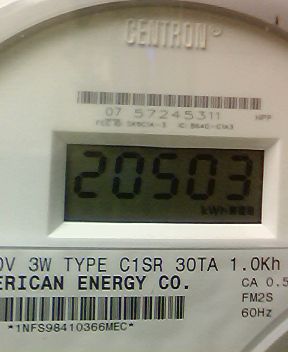 CENTRON®
07 57245311
HPP
20503
kWh
0V 3W TYPE C1SR 30TA 1.0Kh
ERICAN ENERGY CO.
CA 0.5
FM2S
60Hz
*1NFS98410366MEC*